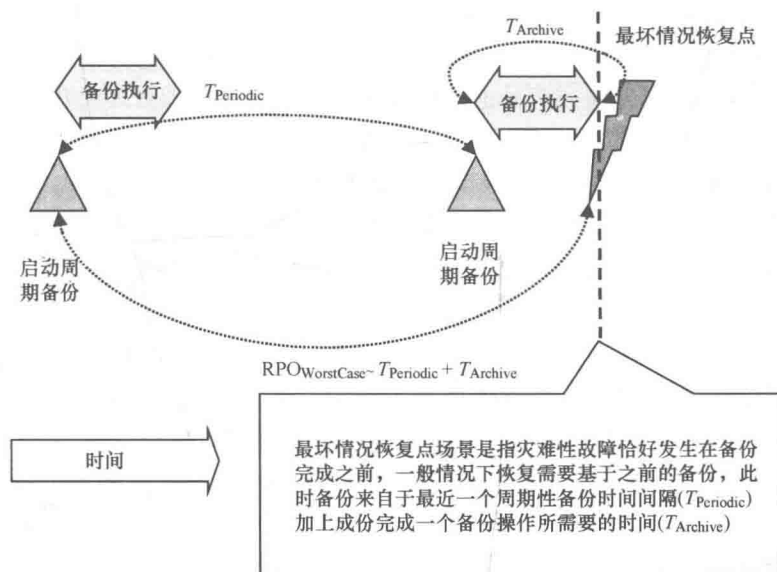 T_Archive
最坏情况恢复点
备份执行
T_Periodic
备份执行
启动周
期备份
启动周
期备份
RPO_WorstCase~ T_Periodic + T_Archive
时间
最坏情况恢复点场景是指灾难性故障恰好发生在备份
完成之前，一般情况下恢复需要基于之前的备份，此
时备份来自于最近一个周期性备份时间间隔(T_Periodic)
加上成份完成一个备份操作所需要的时间(T_Archive)